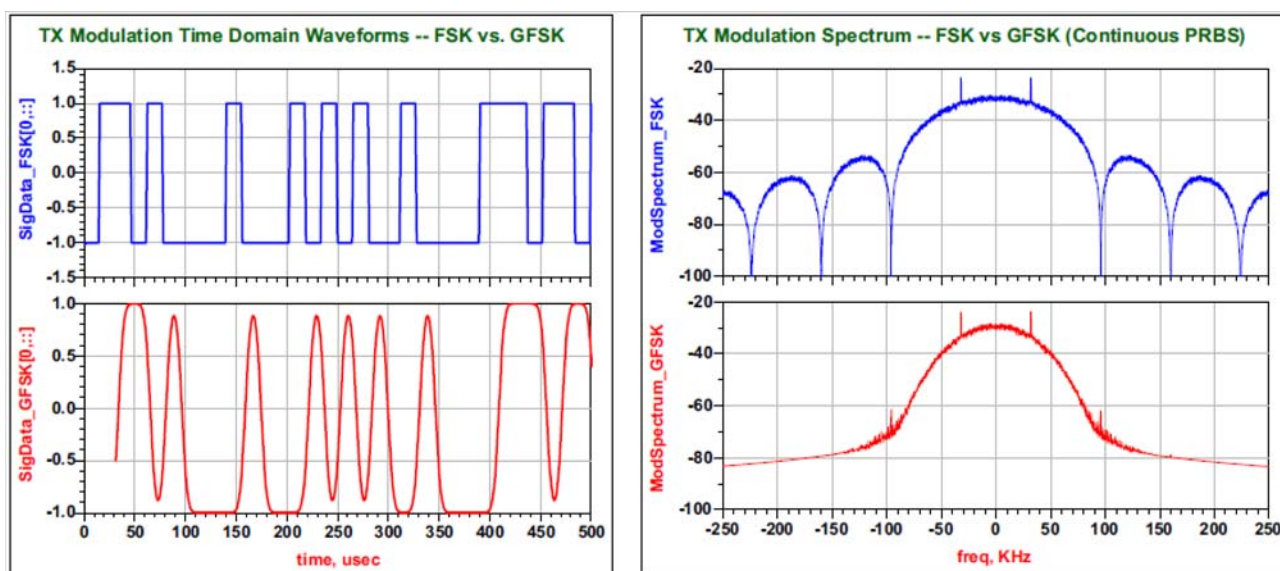 TX Modulation Time Domain Waveforms -- FSK vs. GFSK
SigData_FSK[0,::]
1.5
1.0
0.5
0.0
-0.5
-1.0
-1.5
SigData_GFSK[0,::]
1.0
0.5
0.0
-0.5
-1.0
0 50 100 150 200 250 300 350 400 450 500
time, usec
TX Modulation Spectrum -- FSK vs GFSK (Continuous PRBS)
ModSpectrum_FSK
-20
-40
-60
-80
-100
ModSpectrum_GFSK
-20
-40
-60
-80
-100
-250 -200 -150 -100 -50 0 50 100 150 200 250
freq, KHz